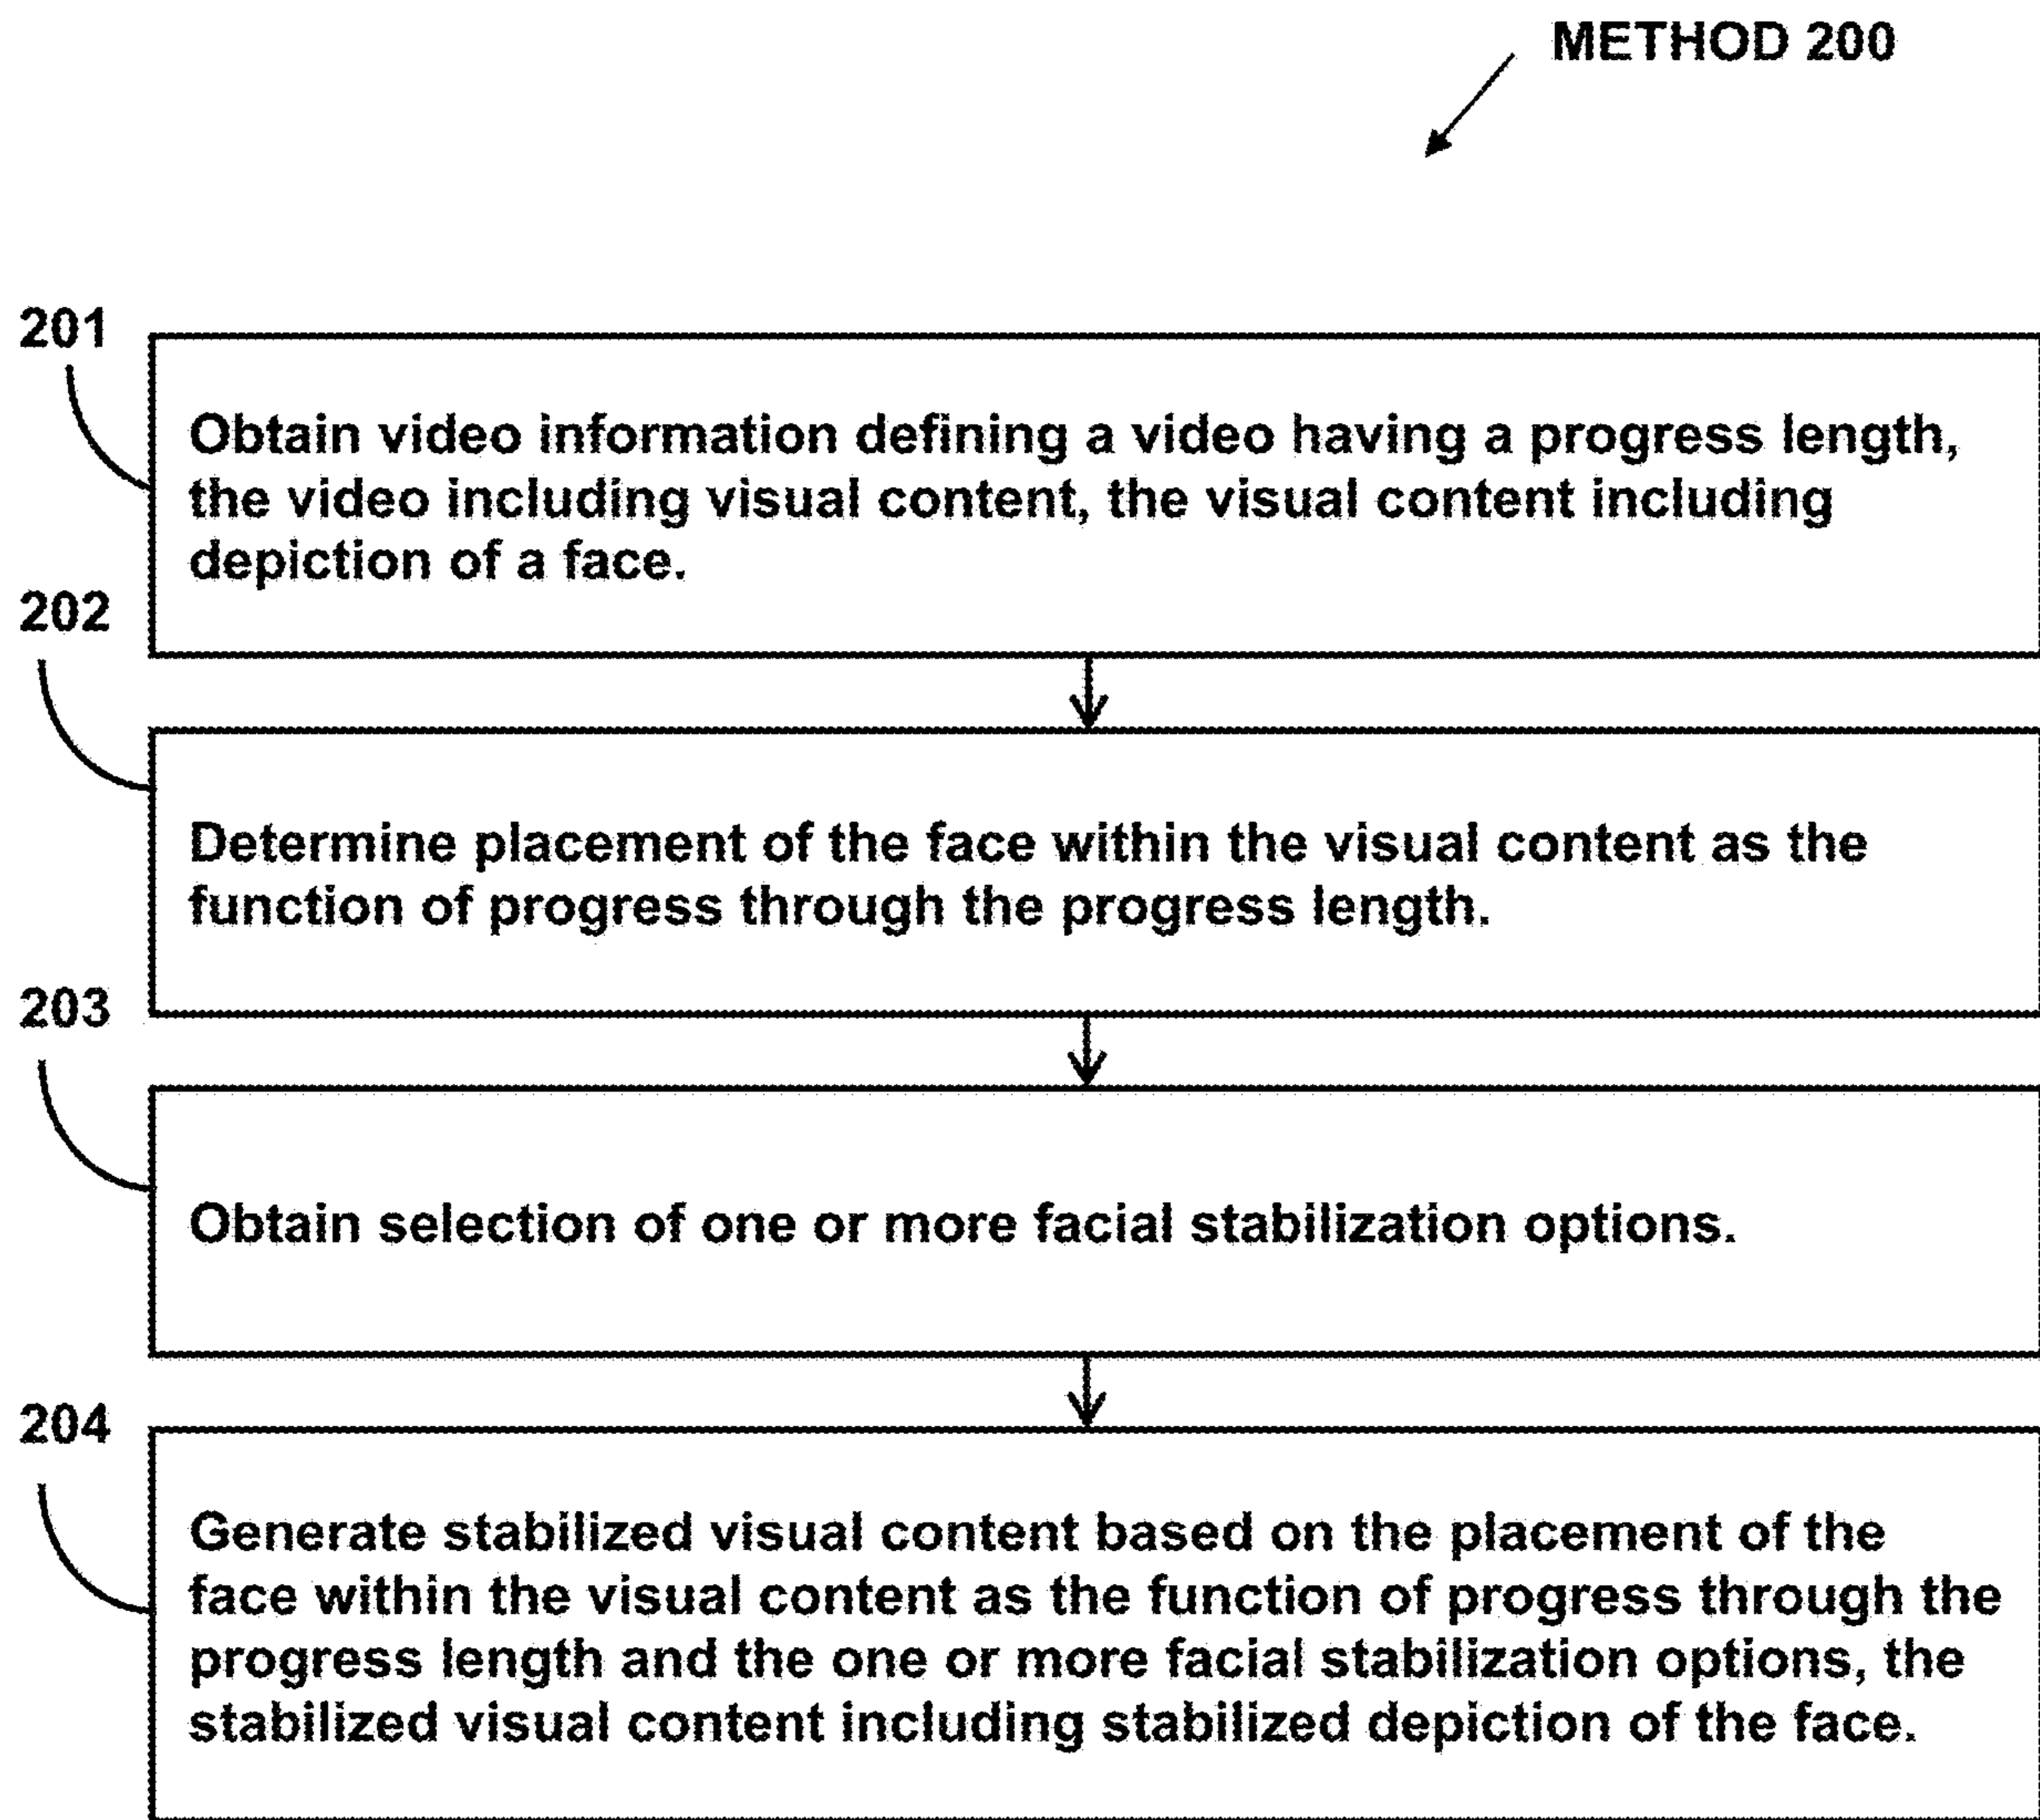 METHOD 200
201
Obtain video information defining a video having a progress length,
the video including visual content, the visual content including
depiction of a face.
202
Determine placement of the face within the visual content as the
function of progress through the progress length.
203
Obtain selection of one or more facial stabilization options.
204
Generate stabilized visual content based on the placement of the
face within the visual content as the function of progress through the
progress length and the one or more facial stabilization options, the
stabilized visual content including stabilized depiction of the face.